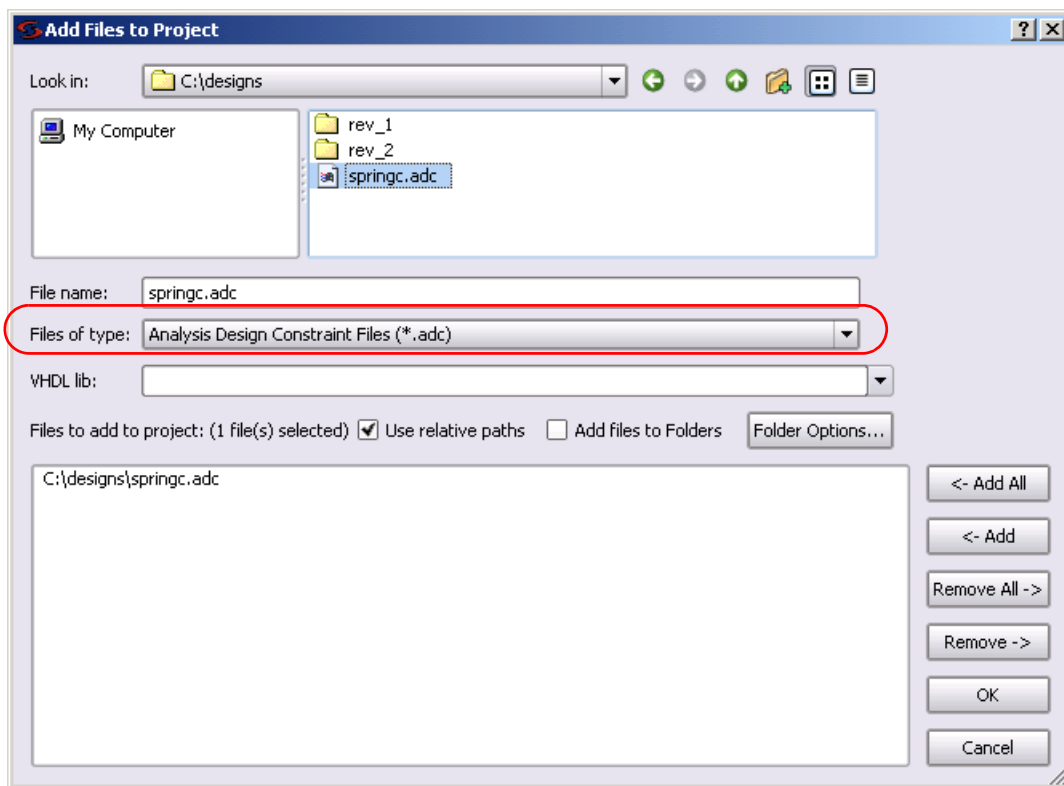 Add Files to Project
Look in: C:\designs
My Computer
rev_1
rev_2
springc.adc
File name: springc.adc
Files of type: Analysis Design Constraint Files (*.adc)
VHDL lib:
Files to add to project: (1 file(s) selected) Use relative paths Add files to Folders Folder Options...
C:\designs\springc.adc
<- Add All
<- Add
Remove All ->
Remove ->
OK
Cancel